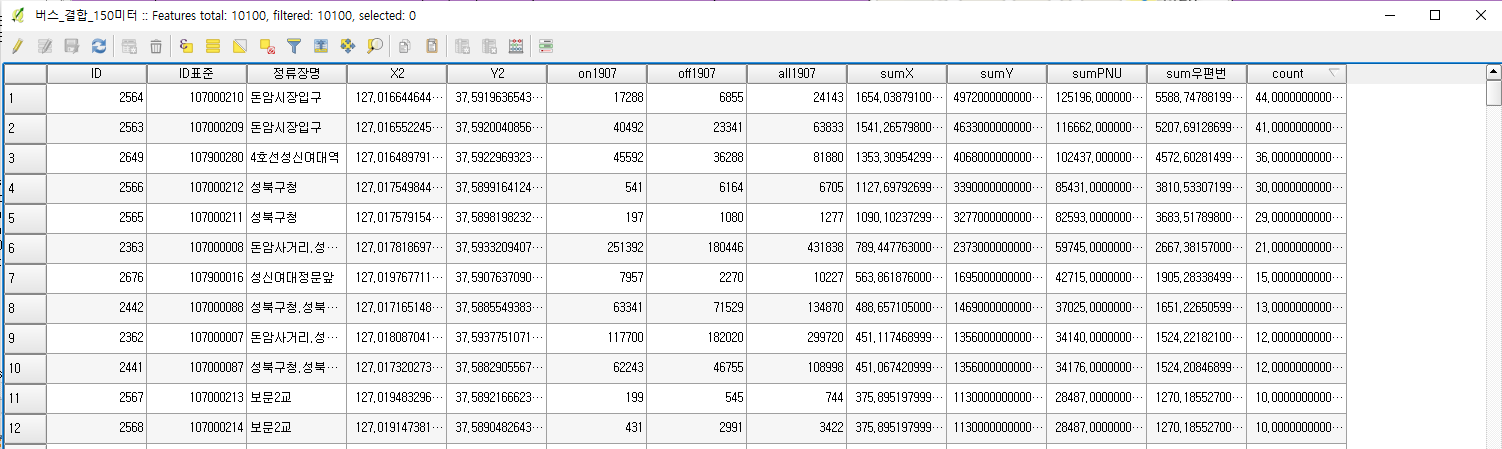 버스_결합_150미터 :: Features total: 10100, filtered: 10100, selected: 0
ID ID표준 정류장명 X2 Y2 on1907 off1907 all1907 sumX sumY sumPNU sum우편번 count
1 2564 107000210 돈암시장입구 127,016644644… 37,5919636543… 17288 6855 24143 1654,03879100… 4972000000000… 125196,000000… 5588,74788199… 44,0000000000…
2 2563 107000209 돈암시장입구 127,016552245… 37,5920040856… 40492 23341 63833 1541,26579800… 4633000000000… 116662,000000… 5207,69128699… 41,0000000000…
3 2649 107900280 4호선성신여대역 127,016489791… 37,5922969323… 45592 36288 81880 1353,30954299… 4068000000000… 102437,000000… 4572,60281499… 36,0000000000…
4 2566 107000212 성북구청 127,017549844… 37,5899164124… 541 6164 6705 1127,69792699… 3390000000000… 85431,0000000… 3810,53307199… 30,0000000000…
5 2565 107000211 성북구청 127,017579154… 37,5898198232… 197 1080 1277 1090,10237299… 3277000000000… 82593,0000000… 3683,51789800… 29,0000000000…
6 2363 107000008 돈암사거리.성… 127,017818697… 37,5933209407… 251392 180446 431838 789,447763000… 2373000000000… 59745,0000000… 2667,38157000… 21,0000000000…
7 2676 107900016 성신여대정문앞 127,019767711… 37,5907637090… 7957 2270 10227 563,861876000… 1695000000000… 42715,0000000… 1905,28338499… 15,0000000000…
8 2442 107000088 성북구청.성북… 127,017165148… 37,5885549383… 63341 71529 134870 488,657105000… 1469000000000… 37025,0000000… 1651,22650599… 13,0000000000…
9 2362 107000007 돈암사거리.성… 127,018087041… 37,5937751071… 117700 182020 299720 451,117468999… 1356000000000… 34140,0000000… 1524,22182100… 12,0000000000…
10 2441 107000087 성북구청.성북… 127,017320273… 37,5882905567… 62243 46755 108998 451,067420999… 1356000000000… 34176,0000000… 1524,20846899… 12,0000000000…
11 2567 107000213 보문2교 127,019483296… 37,5892166623… 199 545 744 375,895197999… 1130000000000… 28487,0000000… 1270,18552700… 10,0000000000…
12 2568 107000214 보문2교 127,019147381… 37,5890482643… 431 2991 3422 375,895197999… 1130000000000… 28487,0000000… 1270,18552700… 10,0000000000…